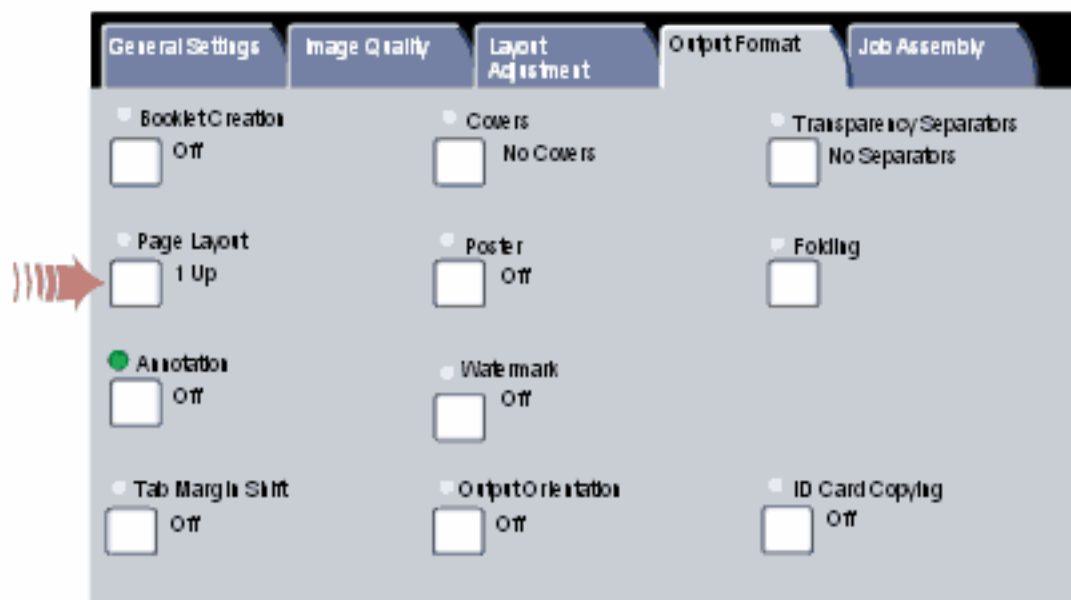 General Settings
Image Quality
Layout
Adjustment
Output Format
Job Assembly
Booklet Creation
Off
Covers
No Covers
Transparency Separators
No Separators
Page Layout
1 Up
Poster
Off
Folding
Annotation
Off
Watermark
Off
Tab Margin Shift
Off
Output Orientation
Off
ID Card Copying
Off